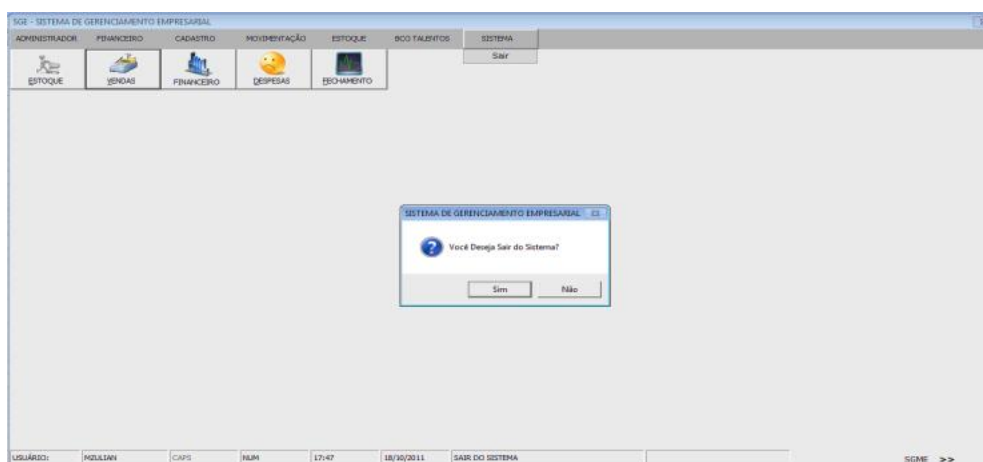 SGE - SISTEMA DE GERENCIAMENTO EMPRESARIAL
ADMINISTRADOR FINANCEIRO CADASTRO MOVIMENTAÇÃO ESTOQUE BCO TALENTOS SISTEMA
Sair
ESTOQUE VENDAS FINANCEIRO DESPESAS FECHAMENTO
SISTEMA DE GERENCIAMENTO EMPRESARIAL
Você Deseja Sair do Sistema?
Sim Não
USUÁRIO: MZULIAN CAPS NUM 17:47 18/10/2011 SAIR DO SISTEMA SGME >>